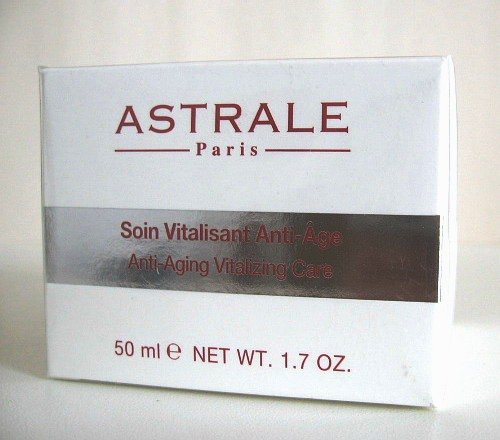 ASTRALE
Paris
Soin Vitalisant Anti-Âge
Anti-Aging Vitalizing Care
50 ml ℮ NET WT. 1.7 OZ.